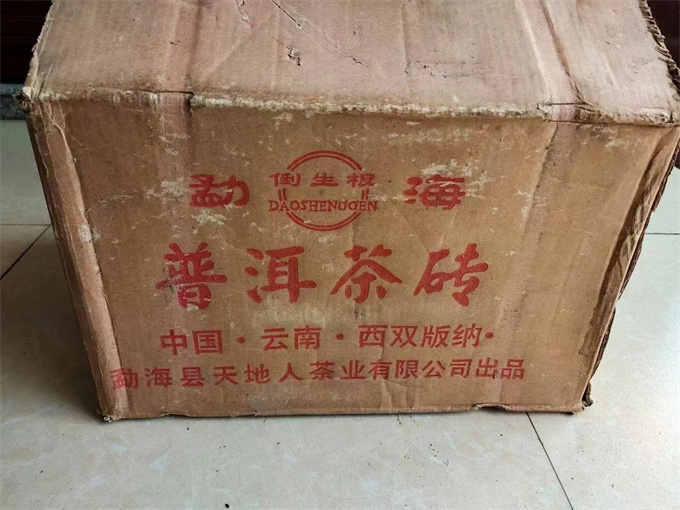 勐 倒生根 海
DAOSHENGGEN
普洱茶砖
中国·云南·西双版纳·
勐海县天地人茶业有限公司出品